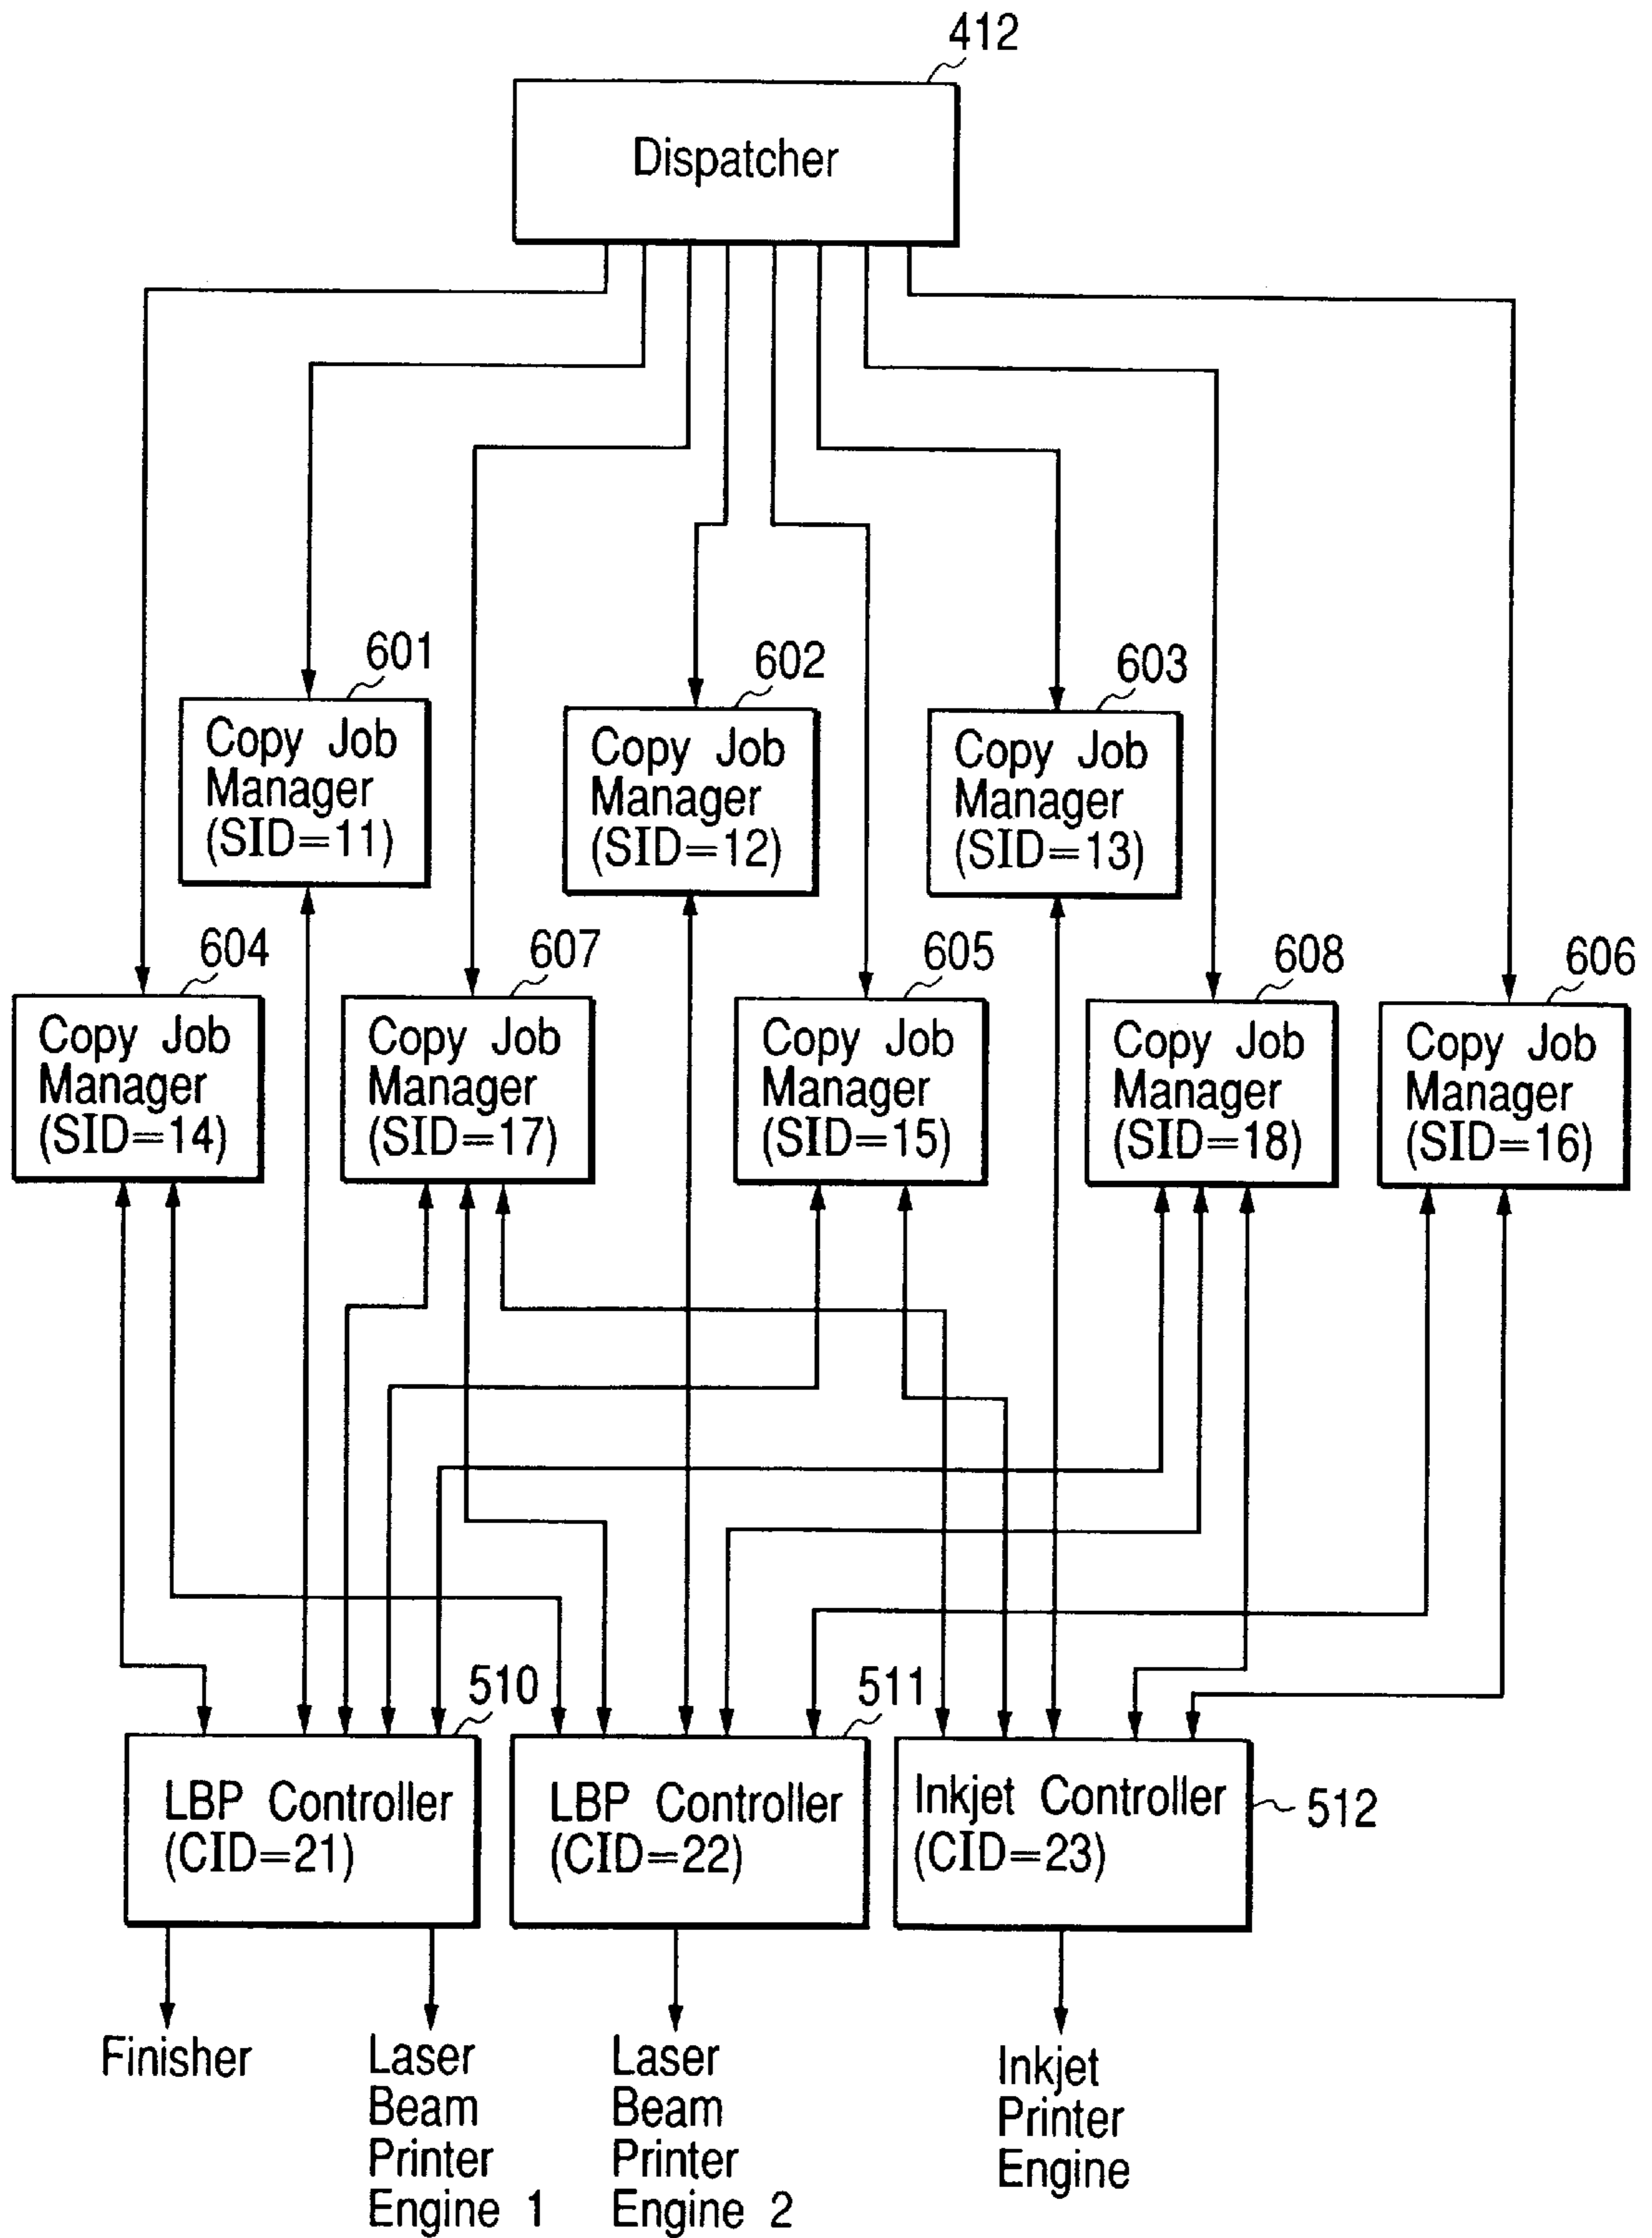 412
Dispatcher
601
Copy Job
Manager
(SID=11)
602
Copy Job
Manager
(SID=12)
603
Copy Job
Manager
(SID=13)
604
Copy Job
Manager
(SID=14)
607
Copy Job
Manager
(SID=17)
605
Copy Job
Manager
(SID=15)
608
Copy Job
Manager
(SID=18)
606
Copy Job
Manager
(SID=16)
510
LBP Controller
(CID=21)
511
LBP Controller
(CID=22)
Inkjet Controller
(CID=23)
512
Finisher
Laser
Beam
Printer
Engine 1
Laser
Beam
Printer
Engine 2
Inkjet
Printer
Engine